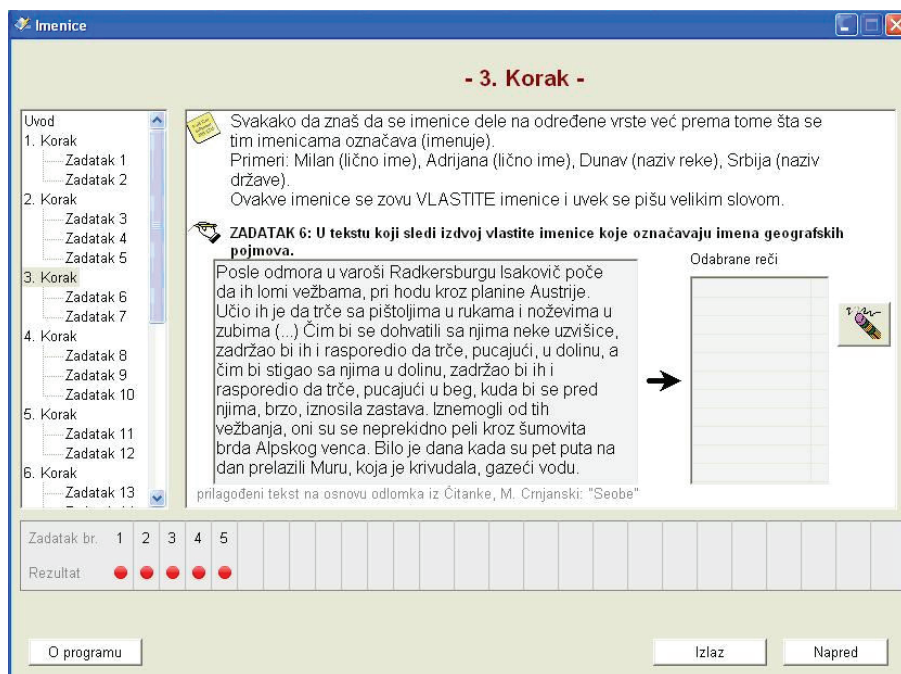 Imenice
- 3. Korak -
Uvod
1. Korak
Zadatak 1
Zadatak 2
2. Korak
Zadatak 3
Zadatak 4
Zadatak 5
3. Korak
Zadatak 6
Zadatak 7
4. Korak
Zadatak 8
Zadatak 9
Zadatak 10
5. Korak
Zadatak 11
Zadatak 12
6. Korak
Zadatak 13
Svakako da znaš da se imenice dele na određene vrste već prema tome šta se
tim imenicama označava (imenuje).
Primeri: Milan (lično ime), Adrijana (lično ime), Dunav (naziv reke), Srbija (naziv
države).
Ovakve imenice se zovu VLASTITE imenice i uvek se pišu velikim slovom.
ZADATAK 6: U tekstu koji sledi izdvoj vlastite imenice koje označavaju imena geografskih
pojmova.
Posle odmora u varoši Radkersburgu Isakovič poče
da ih lomi vežbama, pri hodu kroz planine Austrije.
Učio ih je da trče sa pištoljima u rukama i noževima u
zubima (...) Čim bi se dohvatili sa njima neke uzvišice,
zadržao bi ih i rasporedio da trče, pucajući, u dolinu, a
čim bi stigao sa njima u dolinu, zadržao bi ih i
rasporedio da trče, pucajući u beg, kuda bi se pred
njima, brzo, iznosila zastava. Iznemogli od tih
vežbanja, oni su se neprekidno peli kroz šumovita
brda Alpskog venca. Bilo je dana kada su pet puta na
dan prelazili Muru, koja je krivudala, gazeći vodu.
Odabrane reči
prilagođeni tekst na osnovu odlomka iz Čitanke, M. Crnjanski: "Seobe"
Zadatak br. 1 2 3 4 5
Rezultat
O programu
Izlaz
Napred